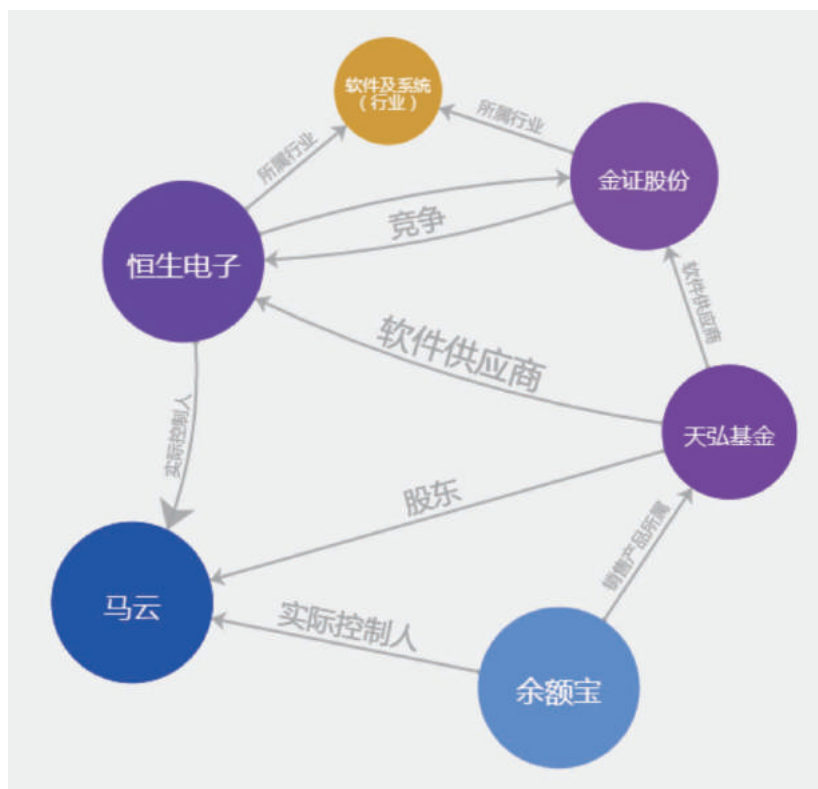 软件及系统
（行业）
所属行业
所属行业
金证股份
竞争
恒生电子
软件供应商
软件供应商
天弘基金
实际控制人
股东
销售产品所属
马云
实际控制人
余额宝